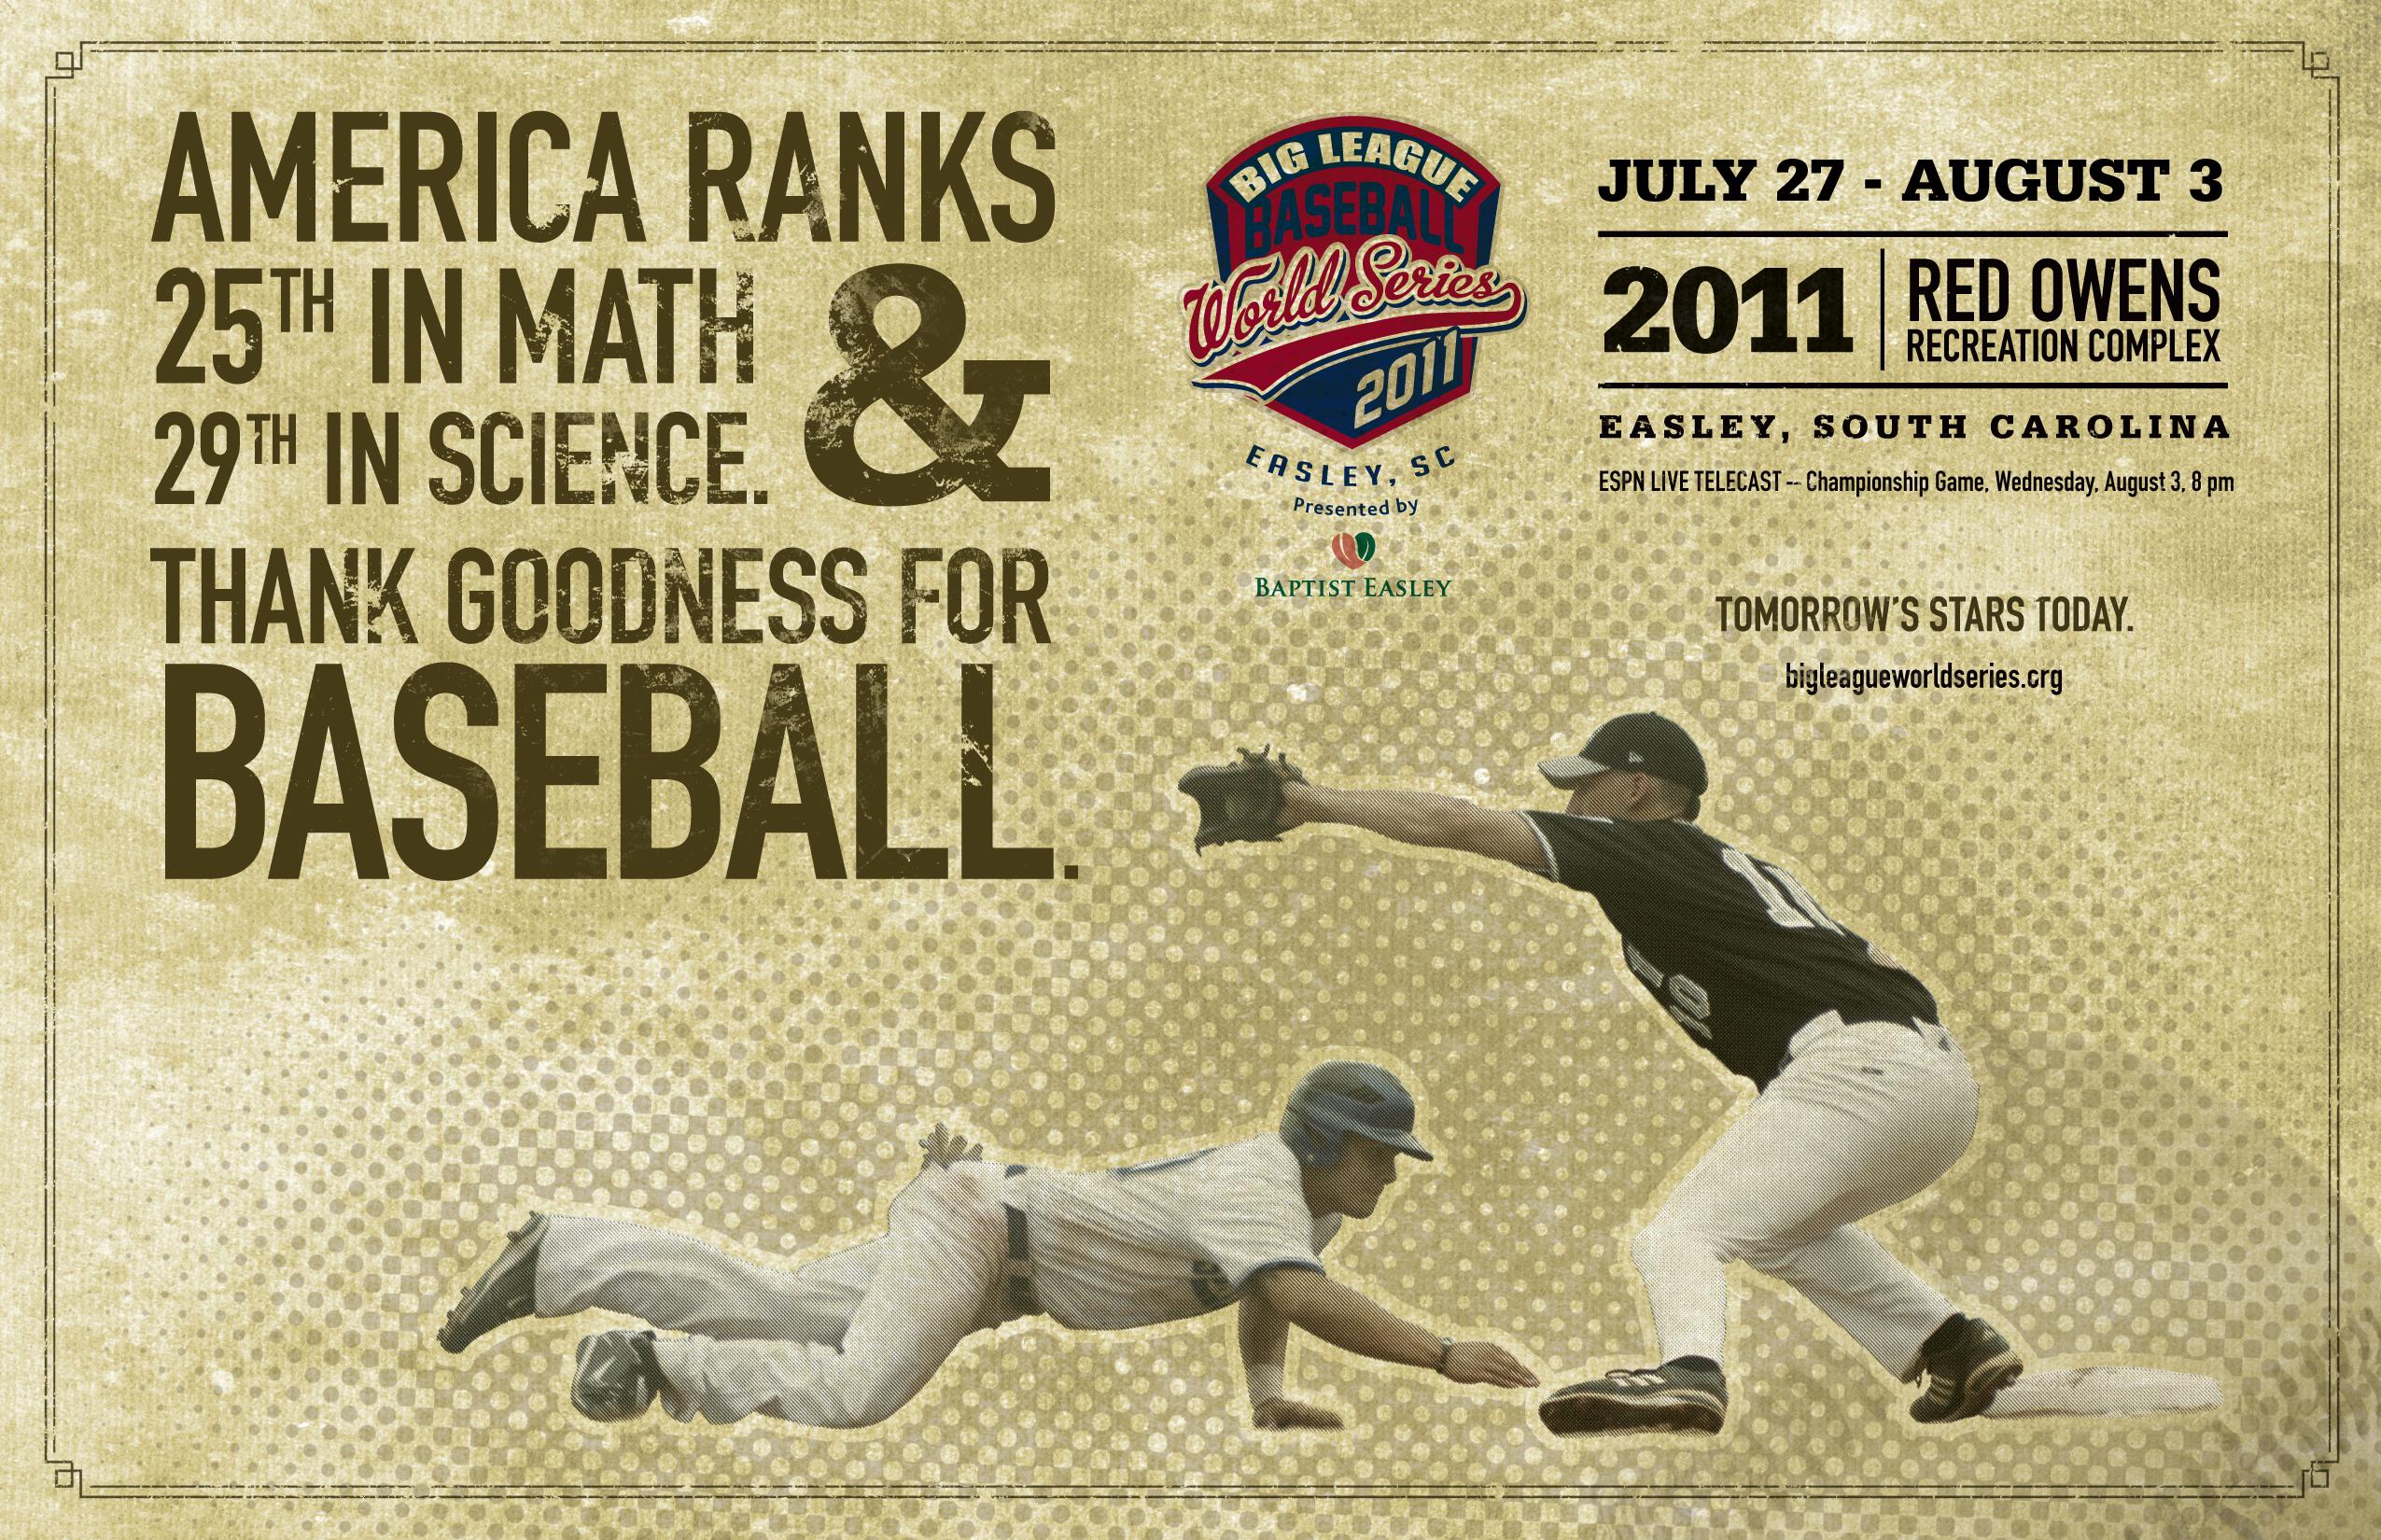 AMERICA RANKS
25TH IN MATH &
29TH IN SCIENCE.
THANK GOODNESS FOR
BASEBALL.
BIG LEAGUE
BASEBALL
World Series
2011
EASLEY, SC
Presented by
BAPTIST EASLEY
JULY 27 - AUGUST 3
2011
RED OWENS
RECREATION COMPLEX
EASLEY, SOUTH CAROLINA
ESPN LIVE TELECAST -- Championship Game, Wednesday, August 3, 8 pm
TOMORROW'S STARS TODAY.
bigleagueworldseries.org